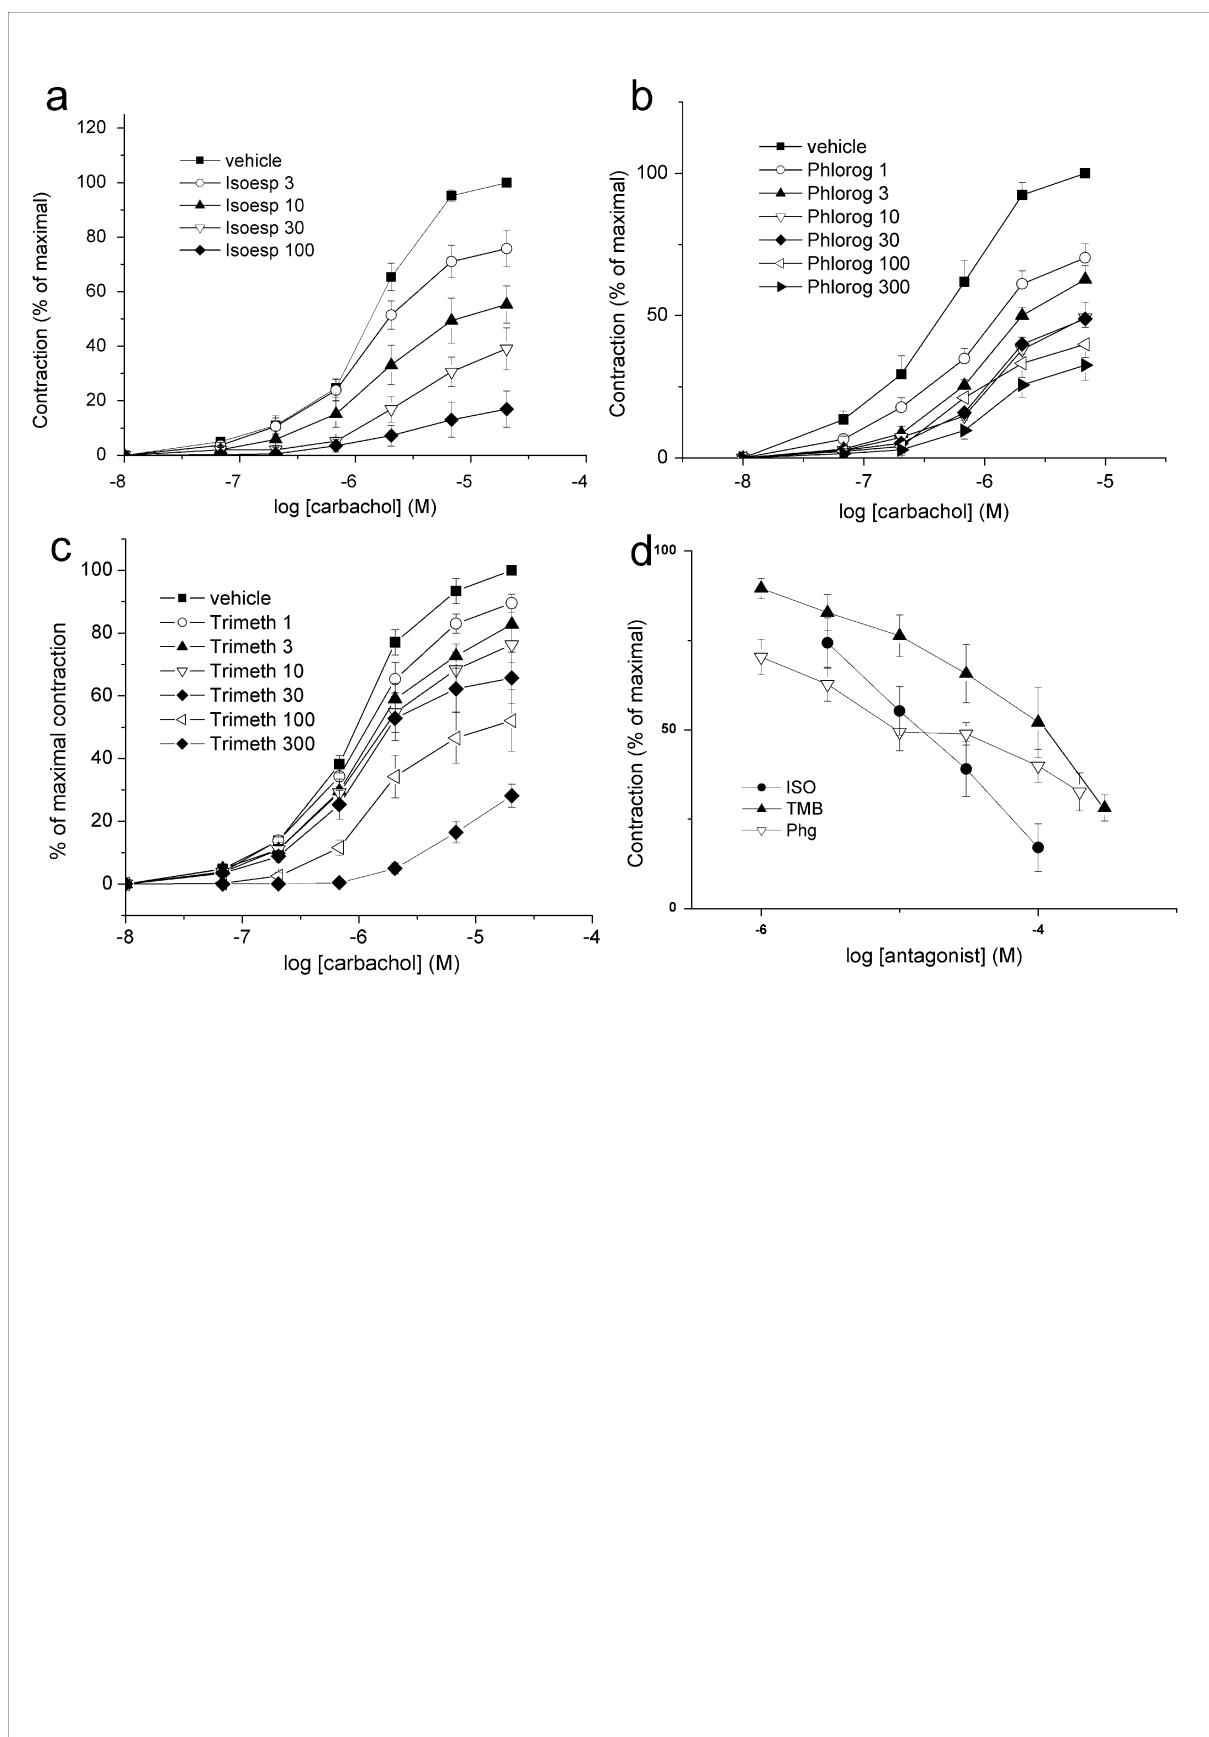 a
120
100
80
60
40
20
0
Contraction (% of maximal)
vehicle
Isoesp 3
Isoesp 10
Isoesp 30
Isoesp 100
-8
-7
-6
-5
-4
log [carbachol] (M)
b
100
50
0
Contraction (% of maximal)
vehicle
Phlorog 1
Phlorog 3
Phlorog 10
Phlorog 30
Phlorog 100
Phlorog 300
-8
-7
-6
-5
log [carbachol] (M)
c
100
80
60
40
20
0
% of maximal contraction
vehicle
Trimeth 1
Trimeth 3
Trimeth 10
Trimeth 30
Trimeth 100
Trimeth 300
-8
-7
-6
-5
-4
log [carbachol] (M)
d
100
50
0
Contraction (% of maximal)
ISO
TMB
Phg
-6
-4
log [antagonist] (M)